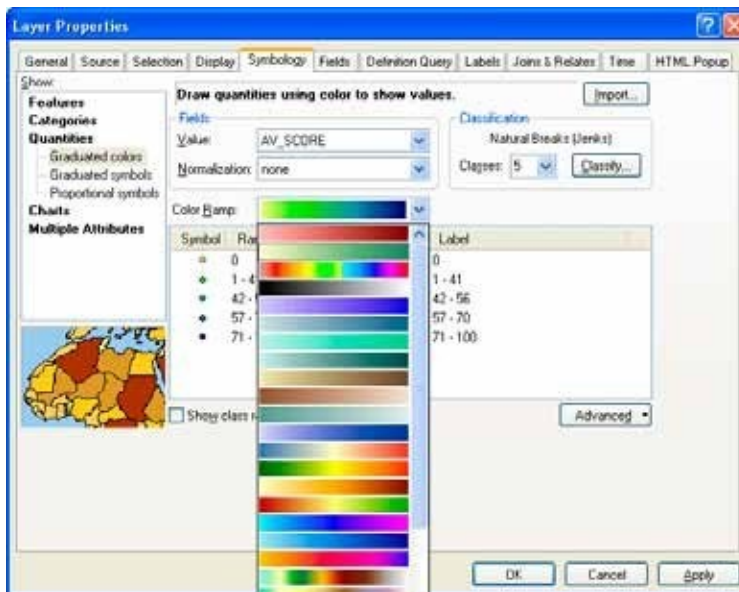 Layer Properties
General Source Selection Display Symbology Fields Definition Query Labels Joins & Relates Time HTML Popup
Show:
Features
Categories
Quantities
Graduated colors
Graduated symbols
Proportional symbols
Charts
Multiple Attributes
Draw quantities using color to show values.
Import...
Fields
Value: AV_SCORE
Normalization: none
Classification
Natural Breaks (Jenks)
Classes: 5 Classify...
Color Ramp:
Symbol Label
0 0
1 - 41
42 - 42 - 56
57 - 57 - 70
71 - 71 - 100
Show class
Advanced
OK Cancel Apply